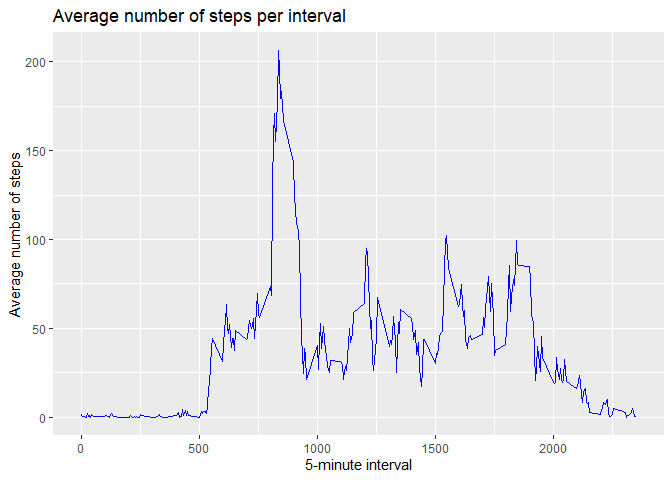 Average number of steps per interval
Average number of steps
200
150
100
50
0
0 500 1000 1500 2000
5-minute interval